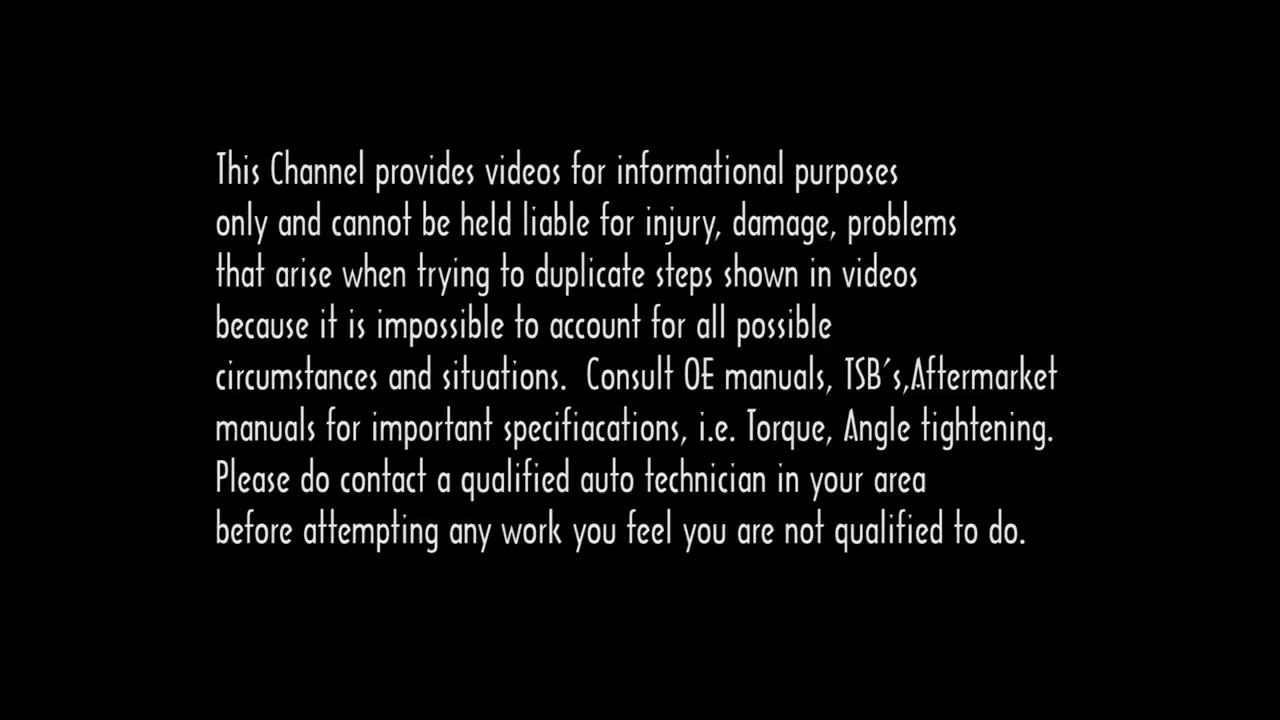 This Channel provides videos for informational purposes
only and cannot be held liable for injury, damage, problems
that arise when trying to duplicate steps shown in videos
because it is impossible to account for all possible
circumstances and situations.  Consult OE manuals, TSB's,Aftermarket
manuals for important specifiacations, i.e. Torque, Angle tightening.
Please do contact a qualified auto technician in your area
before attempting any work you feel you are not qualified to do.